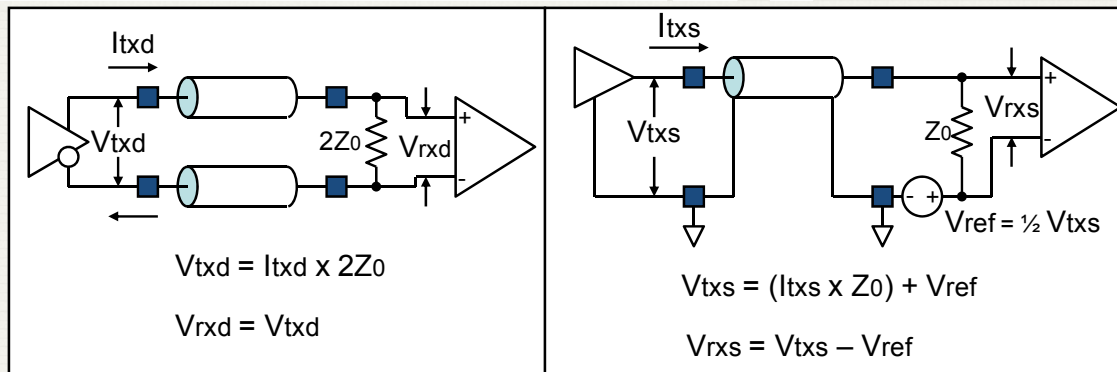 Itxd
Vtxd
2Z0
Vrxd
+
-
Vtxd = Itxd x 2Z0
Vrxd = Vtxd
Itxs
Vtxs
Z0
Vrxs
+
-
- +
Vref = ½ Vtxs
Vtxs = (Itxs x Z0) + Vref
Vrxs = Vtxs – Vref